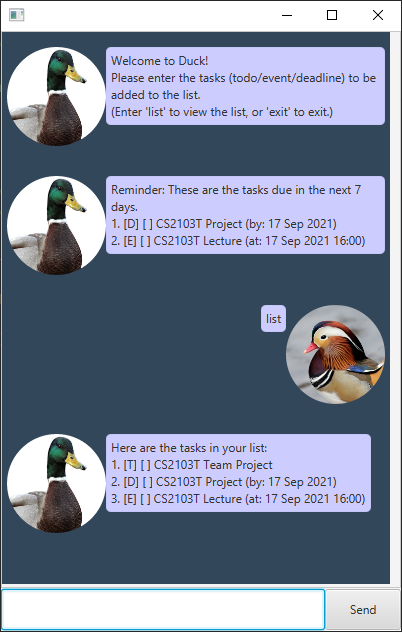 Welcome to Duck!
Please enter the tasks (todo/event/deadline) to be
added to the list.
(Enter 'list' to view the list, or 'exit' to exit.)
Reminder: These are the tasks due in the next 7
days.
1. [D] [ ] CS2103T Project (by: 17 Sep 2021)
2. [E] [ ] CS2103T Lecture (at: 17 Sep 2021 16:00)
list
Here are the tasks in your list:
1. [T] [ ] CS2103T Team Project
2. [D] [ ] CS2103T Project (by: 17 Sep 2021)
3. [E] [ ] CS2103T Lecture (at: 17 Sep 2021 16:00)
Send